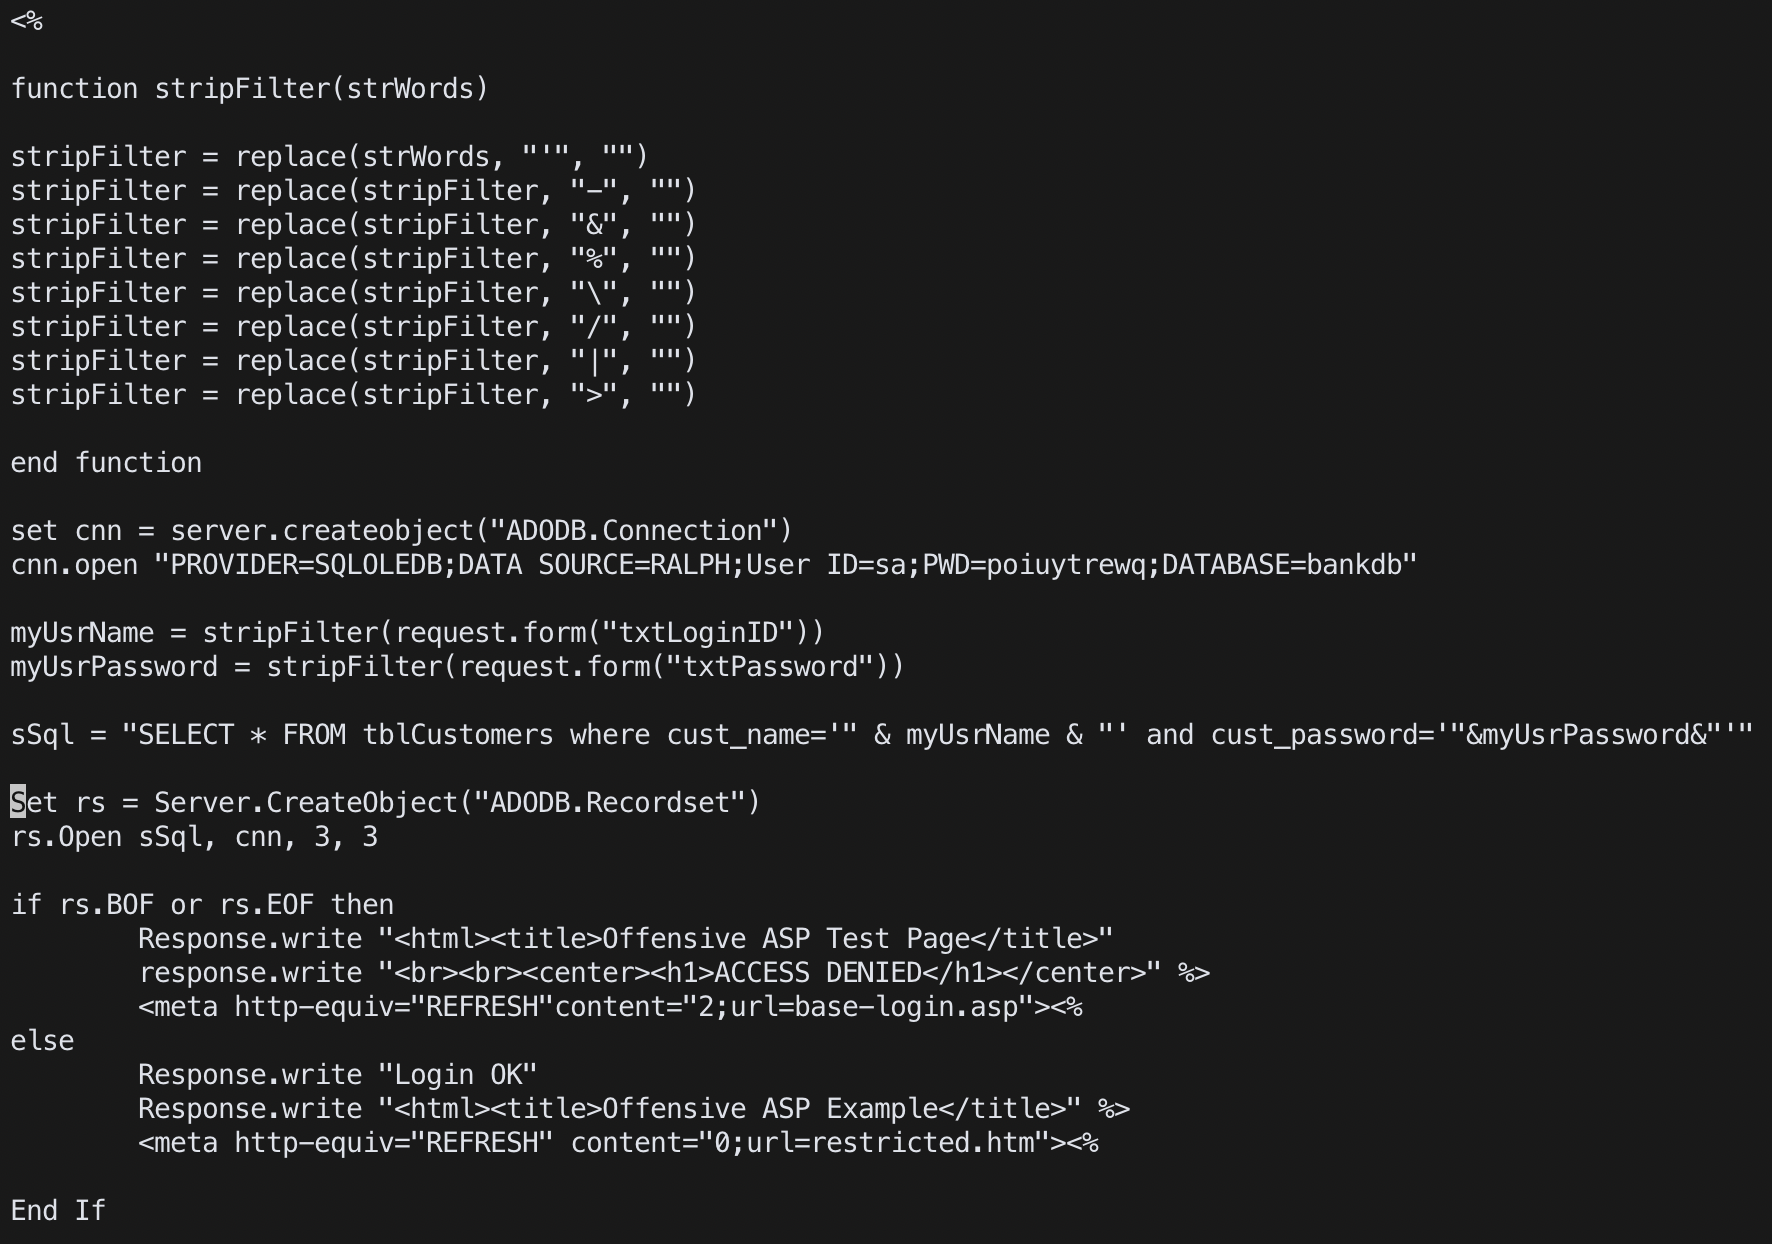 <%
function stripFilter(strWords)
stripFilter = replace(strWords, "'", "")
stripFilter = replace(stripFilter, "-", "")
stripFilter = replace(stripFilter, "&", "")
stripFilter = replace(stripFilter, "%", "")
stripFilter = replace(stripFilter, "\", "")
stripFilter = replace(stripFilter, "/", "")
stripFilter = replace(stripFilter, "|", "")
stripFilter = replace(stripFilter, ">", "")
end function
set cnn = server.createobject("ADODB.Connection")
cnn.open "PROVIDER=SQLOLEDB;DATA SOURCE=RALPH;User ID=sa;PWD=poiuytrewq;DATABASE=bankdb"
myUsrName = stripFilter(request.form("txtLoginID"))
myUsrPassword = stripFilter(request.form("txtPassword"))
sSql = "SELECT * FROM tblCustomers where cust_name='" & myUsrName & "' and cust_password='"&myUsrPassword&"'"
Set rs = Server.CreateObject("ADODB.Recordset")
rs.Open sSql, cnn, 3, 3
if rs.BOF or rs.EOF then
        Response.write "<html><title>Offensive ASP Test Page</title>"
        response.write "<br><br><center><h1>ACCESS DENIED</h1></center>" %>
        <meta http-equiv="REFRESH"content="2;url=base-login.asp"><%
else
        Response.write "Login OK"
        Response.write "<html><title>Offensive ASP Example</title>" %>
        <meta http-equiv="REFRESH" content="0;url=restricted.htm"><%
End If